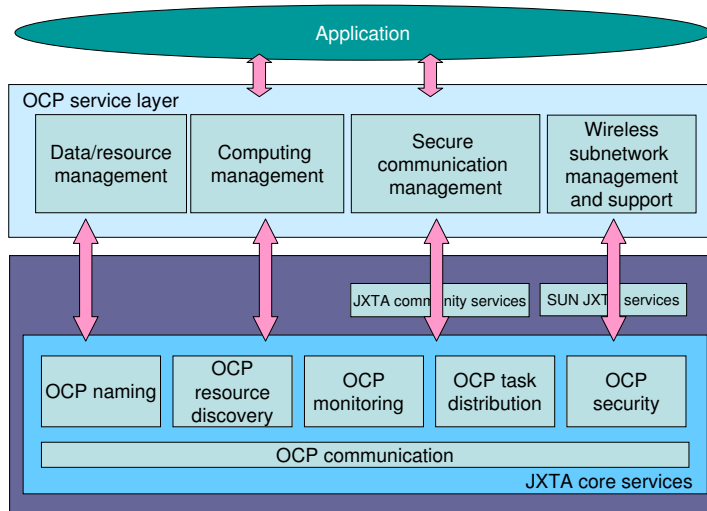 Application
OCP service layer
Data/resource
management
Computing
management
Secure
communication
management
Wireless
subnetwork
management
and support
JXTA community services
SUN JXTA services
OCP naming
OCP
resource
discovery
OCP
monitoring
OCP task
distribution
OCP
security
OCP communication
JXTA core services